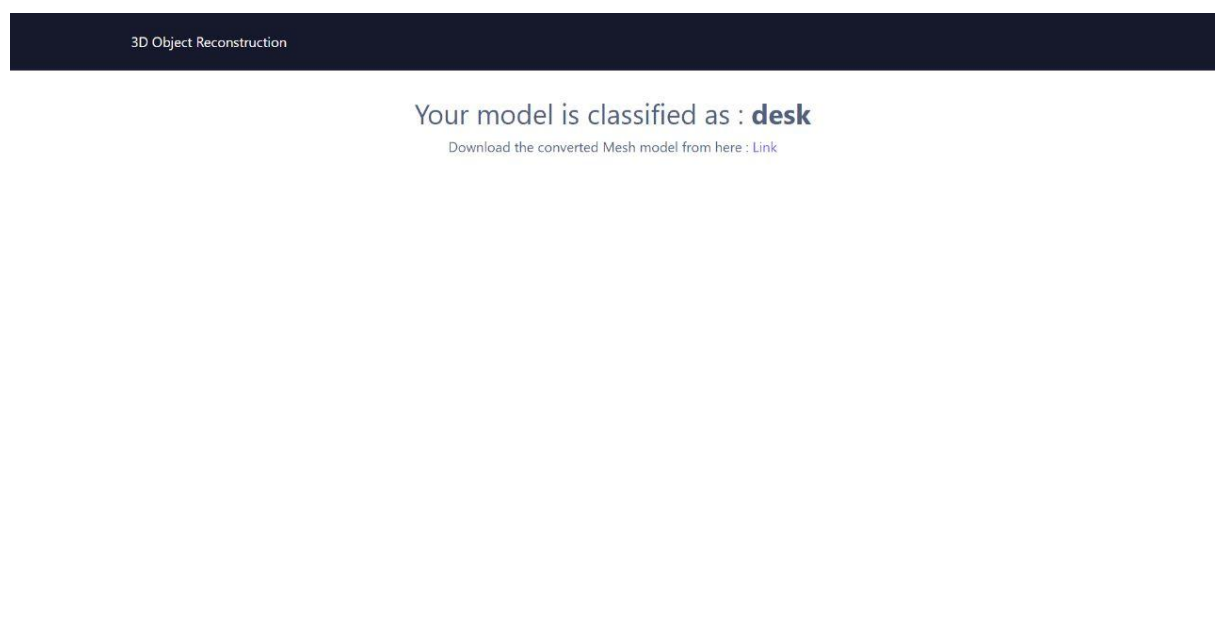 3D Object Reconstruction
Your model is classified as : desk
Download the converted Mesh model from here : Link